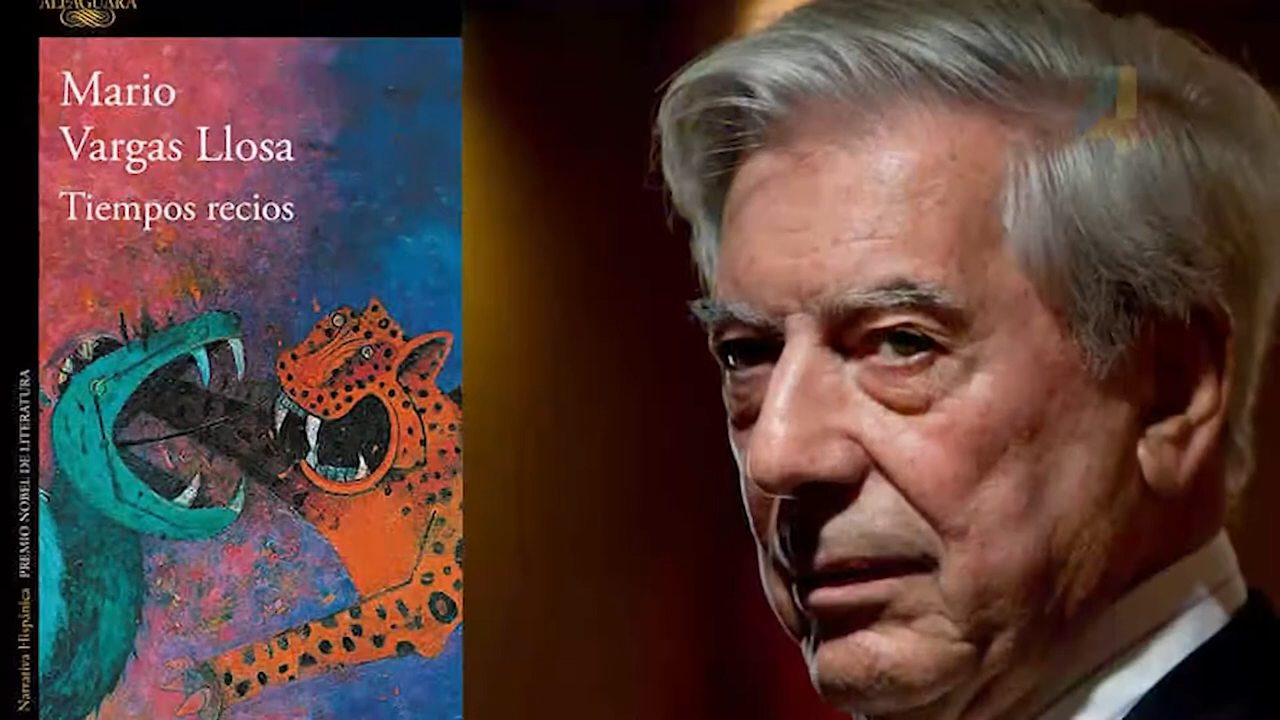 ALFAGUARA
Mario
Vargas Llosa
Tiempos recios
Narrativa Hispánica PREMIO NOBEL DE LITERATURA